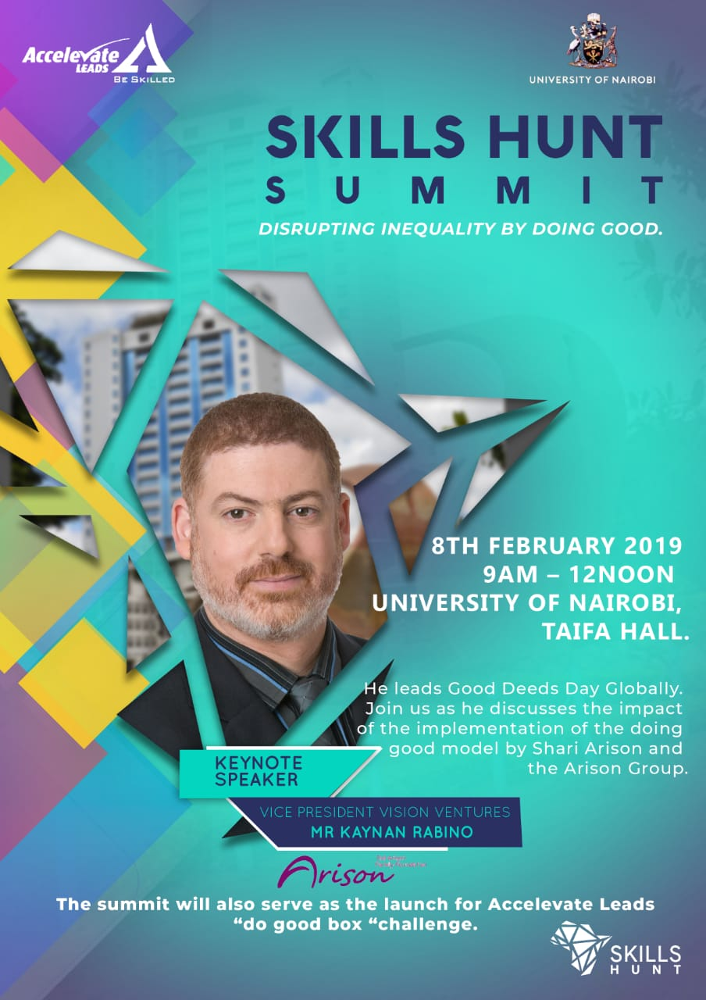 Accelevate
LEADS
BE SKILLED
UNIVERSITY OF NAIROBI
SKILLS HUNT
SUMMIT
DISRUPTING INEQUALITY BY DOING GOOD.
8TH FEBRUARY 2019
9AM – 12NOON
UNIVERSITY OF NAIROBI,
TAIFA HALL.
He leads Good Deeds Day Globally.
Join us as he discusses the impact
of the implementation of the doing
good model by Shari Arison and
the Arison Group.
KEYNOTE
SPEAKER
VICE PRESIDENT VISION VENTURES
MR KAYNAN RABINO
Arison
The summit will also serve as the launch for Accelevate Leads
“do good box “challenge.
SKILLS
HUNT